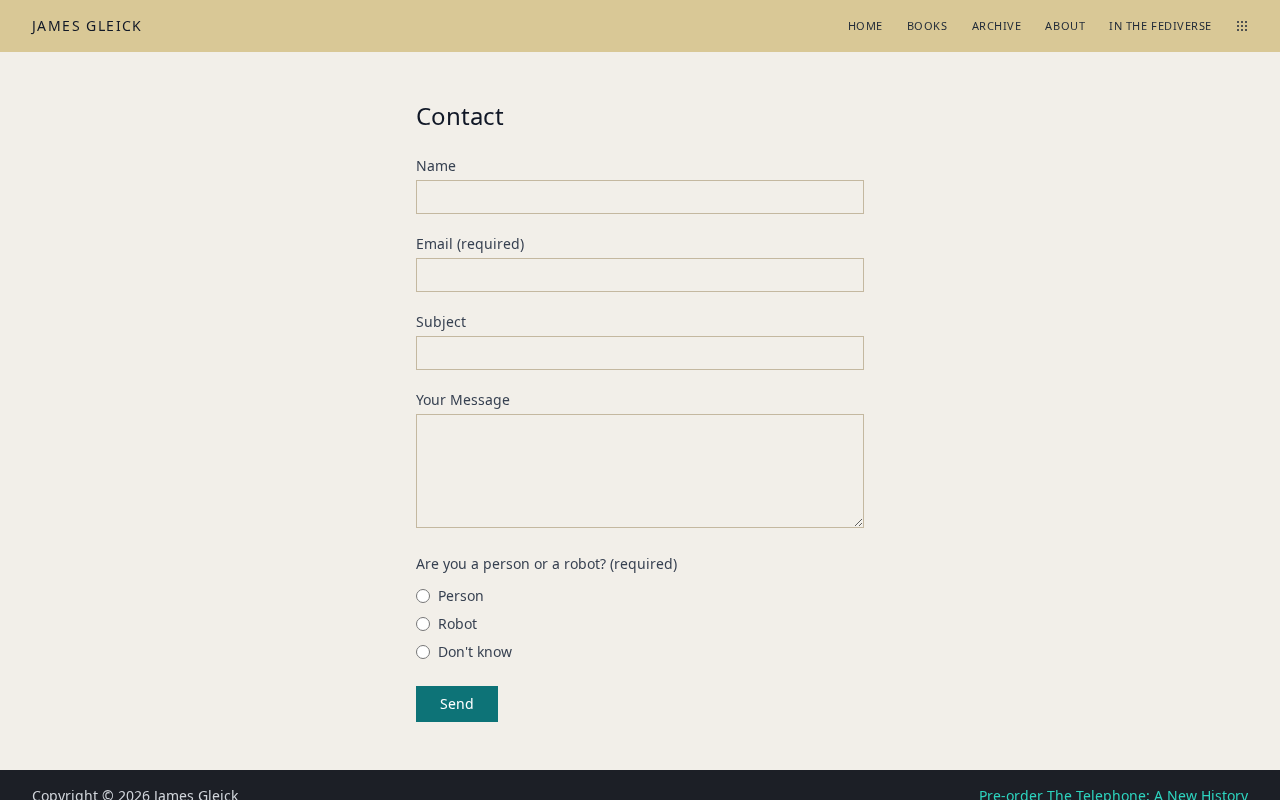 JAMES GLEICK
HOME BOOKS ARCHIVE ABOUT IN THE FEDIVERSE
Contact
Name
Email (required)
Subject
Your Message
Are you a person or a robot? (required)
Person
Robot
Don't know
Send
Copyright © 2026 James Gleick Pre-order The Telephone: A New History